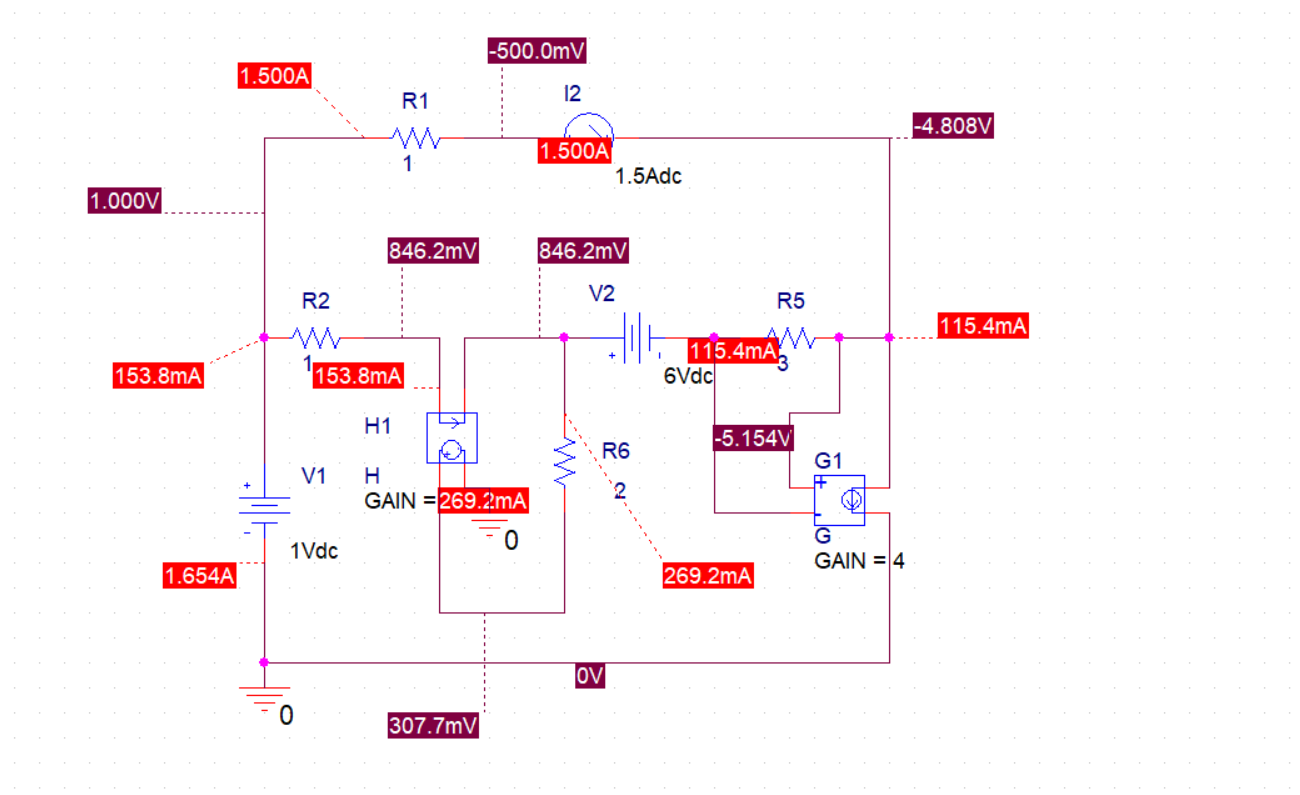 -500.0mV
1.500A
R1
I2
-4.808V
1
1.500A
1.5Adc
1.000V
846.2mV
846.2mV
V2
R2
R5
115.4mA
+
115.4mA
1
3
153.8mA
153.8mA
6Vdc
H1
-5.154V
R6
G1
V1
H
+
+
+
2
GAIN = 269.2mA
-
-
0
G
1Vdc
GAIN = 4
1.654A
269.2mA
0V
0
307.7mV